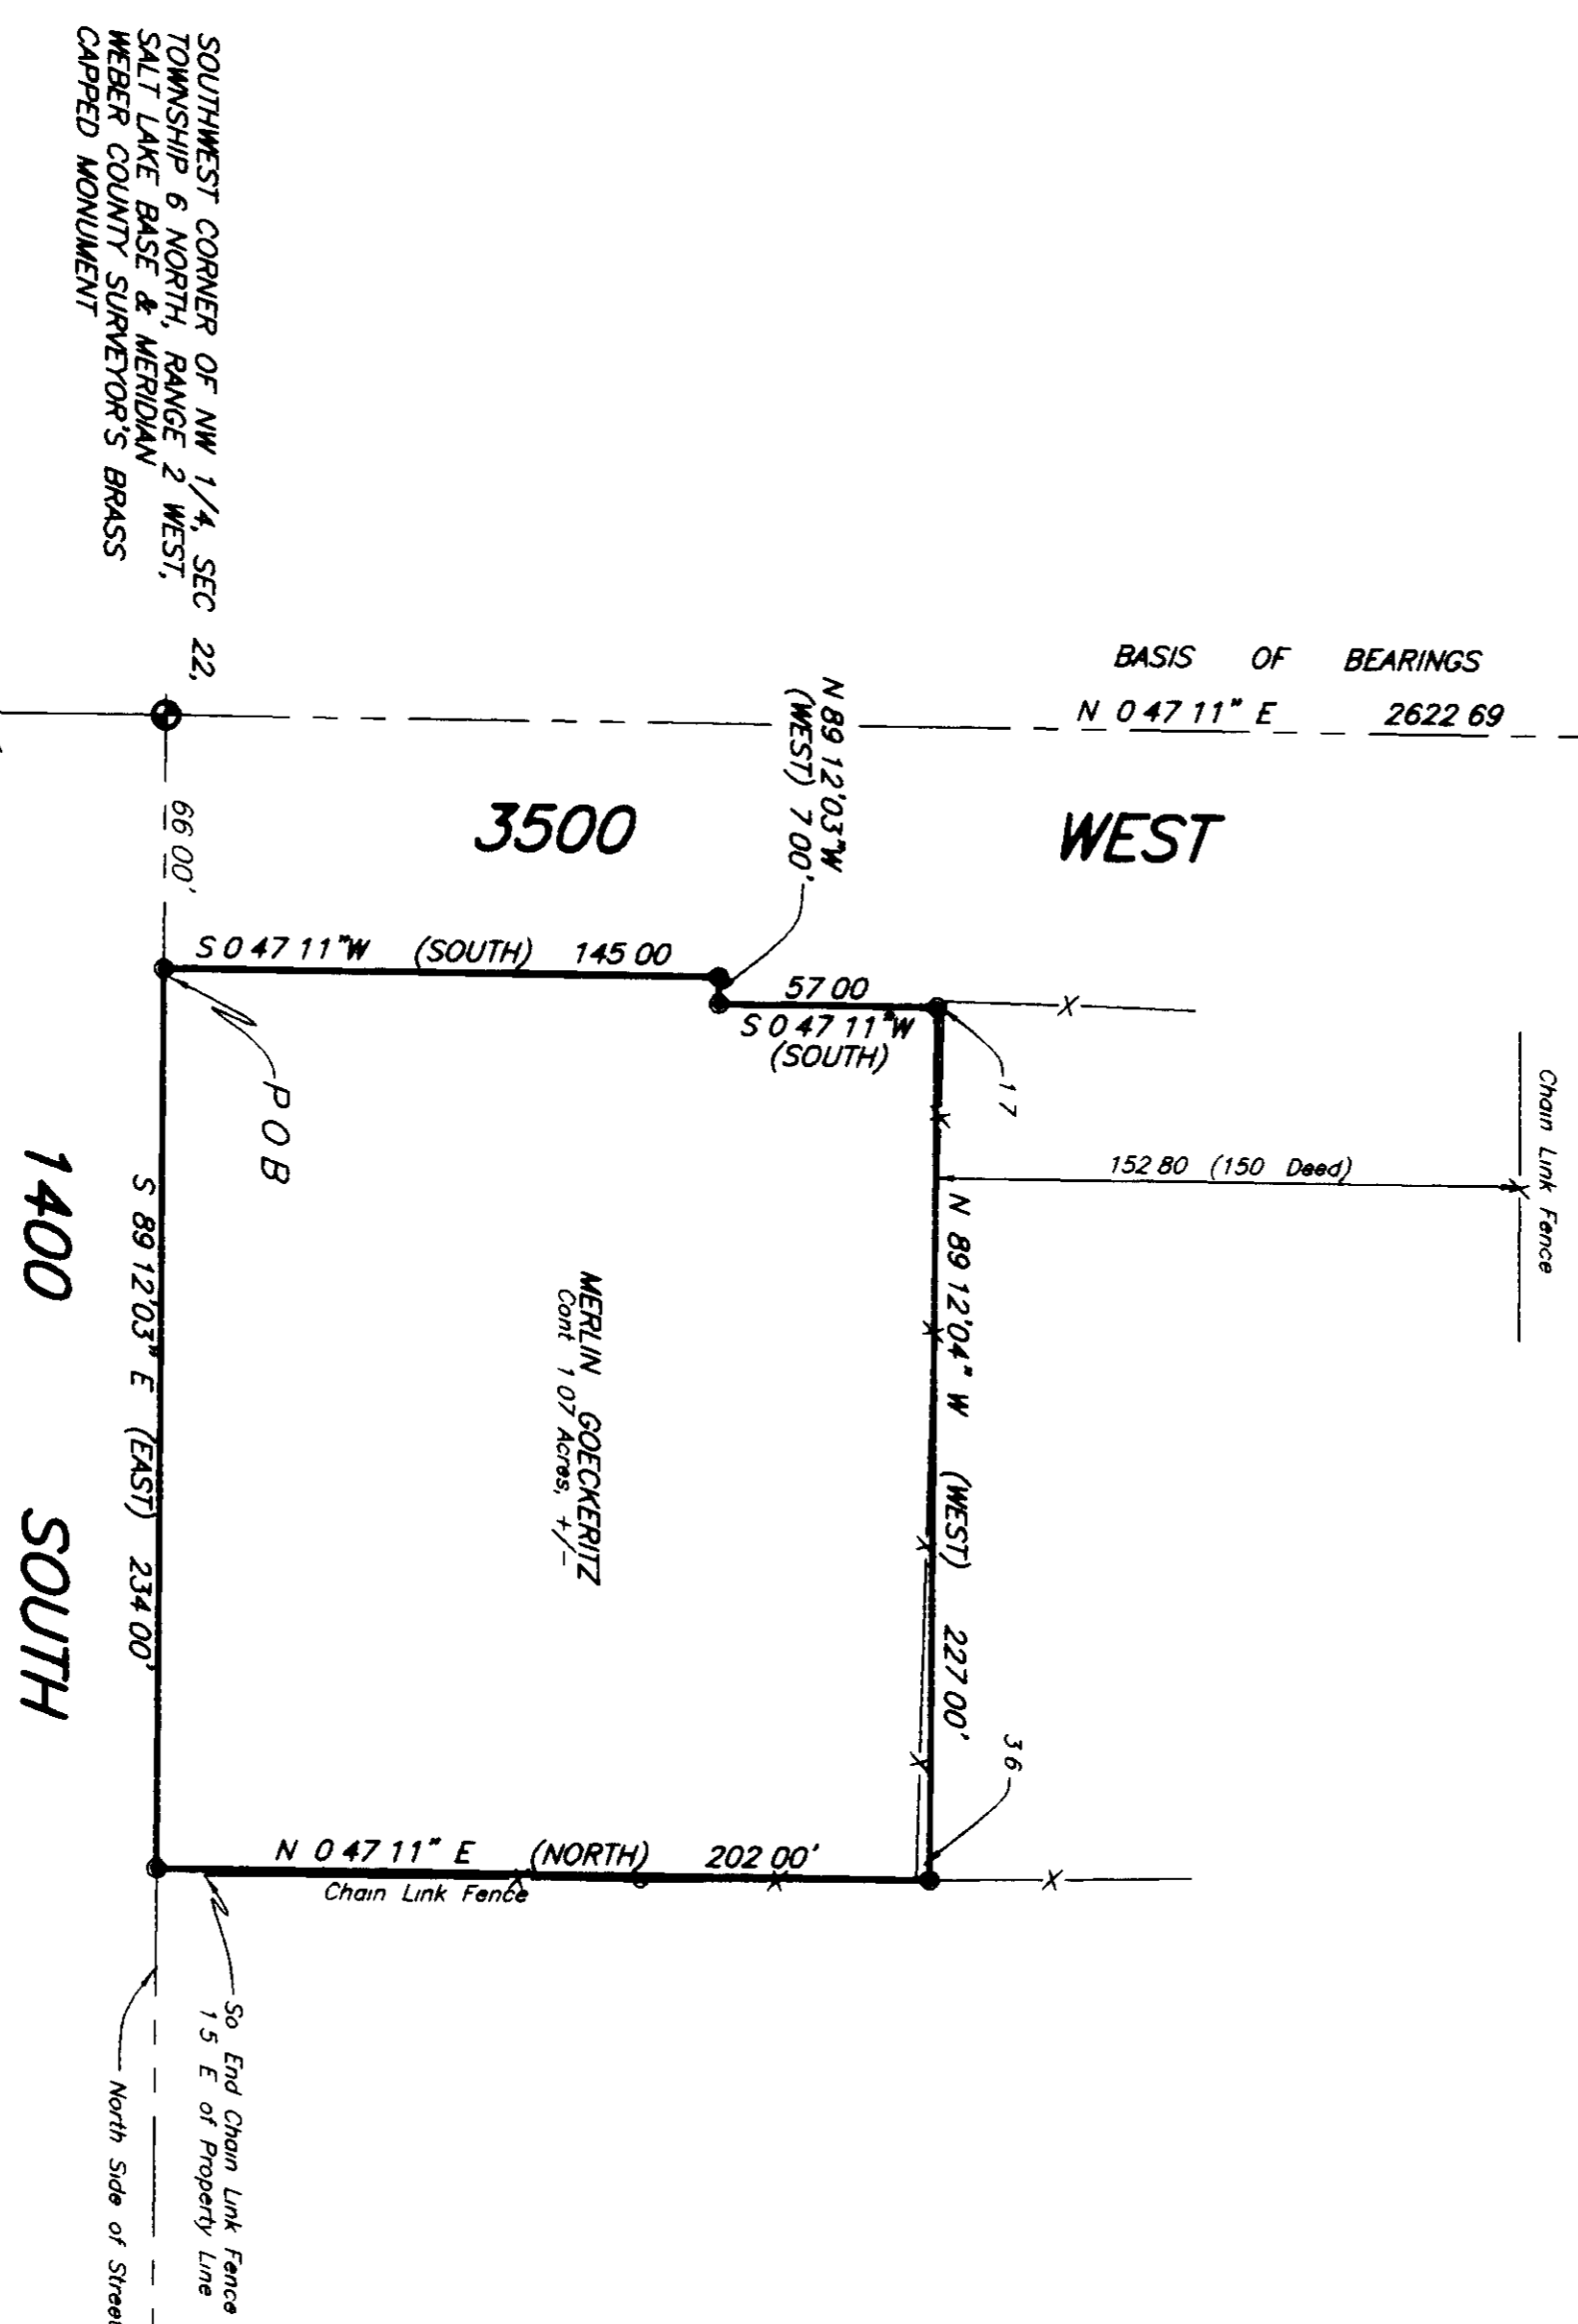 SOUTHWEST CORNER OF NW 1/4, SEC 22,
TOWNSHIP 6 NORTH, RANGE 2 WEST,
SALT LAKE BASE & MERIDIAN
WEBER COUNTY SURVEYOR'S BRASS
CAPPED MONUMENT
BASIS OF BEARINGS
N 0 47 11" E 2622 69
N 89 12'03"W
(WEST) 7 00'
3500 WEST
66 00'
S 0 47 11"W (SOUTH) 145 00
57 00
S 0 47 11"W
(SOUTH)
1 7
P O B
Chain Link Fence
152 80 (150 Deed)
N 89 12'04" W (WEST) 227 00'
3 6
MERLIN GOECKERITZ
Cont 1 07 Acres, +/-
S 89 12'03" E (EAST) 234 00'
1400 SOUTH
N 0 47 11" E (NORTH) 202 00'
Chain Link Fence
So End Chain Link Fence
1 5 E of Property Line
North Side of Street